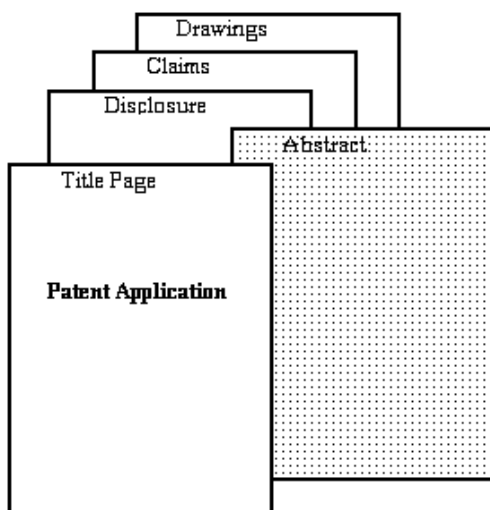 Drawings
Claims
Disclosure
Abstract
Title Page
Patent Application